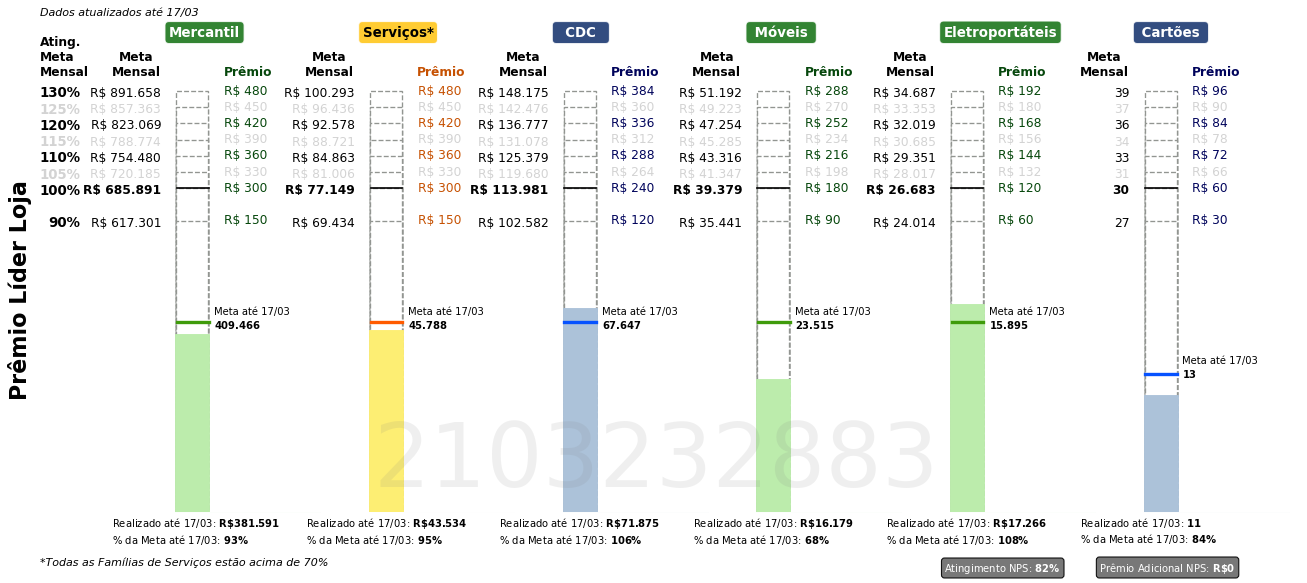 Dados atualizados até 17/03
Mercantil Serviços* CDC Móveis Eletroportáteis Cartões
Ating.
Meta Meta Meta Meta Meta Meta Meta
Mensal Mensal Prêmio Mensal Prêmio Mensal Prêmio Mensal Prêmio Mensal Prêmio Mensal Prêmio
130% R$ 891.658 R$ 480 R$ 100.293 R$ 480 R$ 148.175 R$ 384 R$ 51.192 R$ 288 R$ 34.687 R$ 192 39 R$ 96
125% R$ 857.363 R$ 450 R$ 96.436 R$ 450 R$ 142.476 R$ 360 R$ 49.223 R$ 270 R$ 33.353 R$ 180 37 R$ 90
120% R$ 823.069 R$ 420 R$ 92.578 R$ 420 R$ 136.777 R$ 336 R$ 47.254 R$ 252 R$ 32.019 R$ 168 36 R$ 84
115% R$ 788.774 R$ 390 R$ 88.721 R$ 390 R$ 131.078 R$ 312 R$ 45.285 R$ 234 R$ 30.685 R$ 156 34 R$ 78
110% R$ 754.480 R$ 360 R$ 84.863 R$ 360 R$ 125.379 R$ 288 R$ 43.316 R$ 216 R$ 29.351 R$ 144 33 R$ 72
105% R$ 720.185 R$ 330 R$ 81.006 R$ 330 R$ 119.680 R$ 264 R$ 41.347 R$ 198 R$ 28.017 R$ 132 31 R$ 66
100% R$ 685.891 R$ 300 R$ 77.149 R$ 300 R$ 113.981 R$ 240 R$ 39.379 R$ 180 R$ 26.683 R$ 120 30 R$ 60
90% R$ 617.301 R$ 150 R$ 69.434 R$ 150 R$ 102.582 R$ 120 R$ 35.441 R$ 90 R$ 24.014 R$ 60 27 R$ 30
Prêmio Líder Loja
Meta até 17/03 Meta até 17/03 Meta até 17/03 Meta até 17/03 Meta até 17/03
409.466 45.788 67.647 23.515 15.895
Meta até 17/03
13
2103232883
Realizado até 17/03: R$381.591 Realizado até 17/03: R$43.534 Realizado até 17/03: R$71.875 Realizado até 17/03: R$16.179 Realizado até 17/03: R$17.266 Realizado até 17/03: 11
% da Meta até 17/03: 93% % da Meta até 17/03: 95% % da Meta até 17/03: 106% % da Meta até 17/03: 68% % da Meta até 17/03: 108% % da Meta até 17/03: 84%
*Todas as Famílias de Serviços estão acima de 70%
Atingimento NPS: 82% Prêmio Adicional NPS: R$0